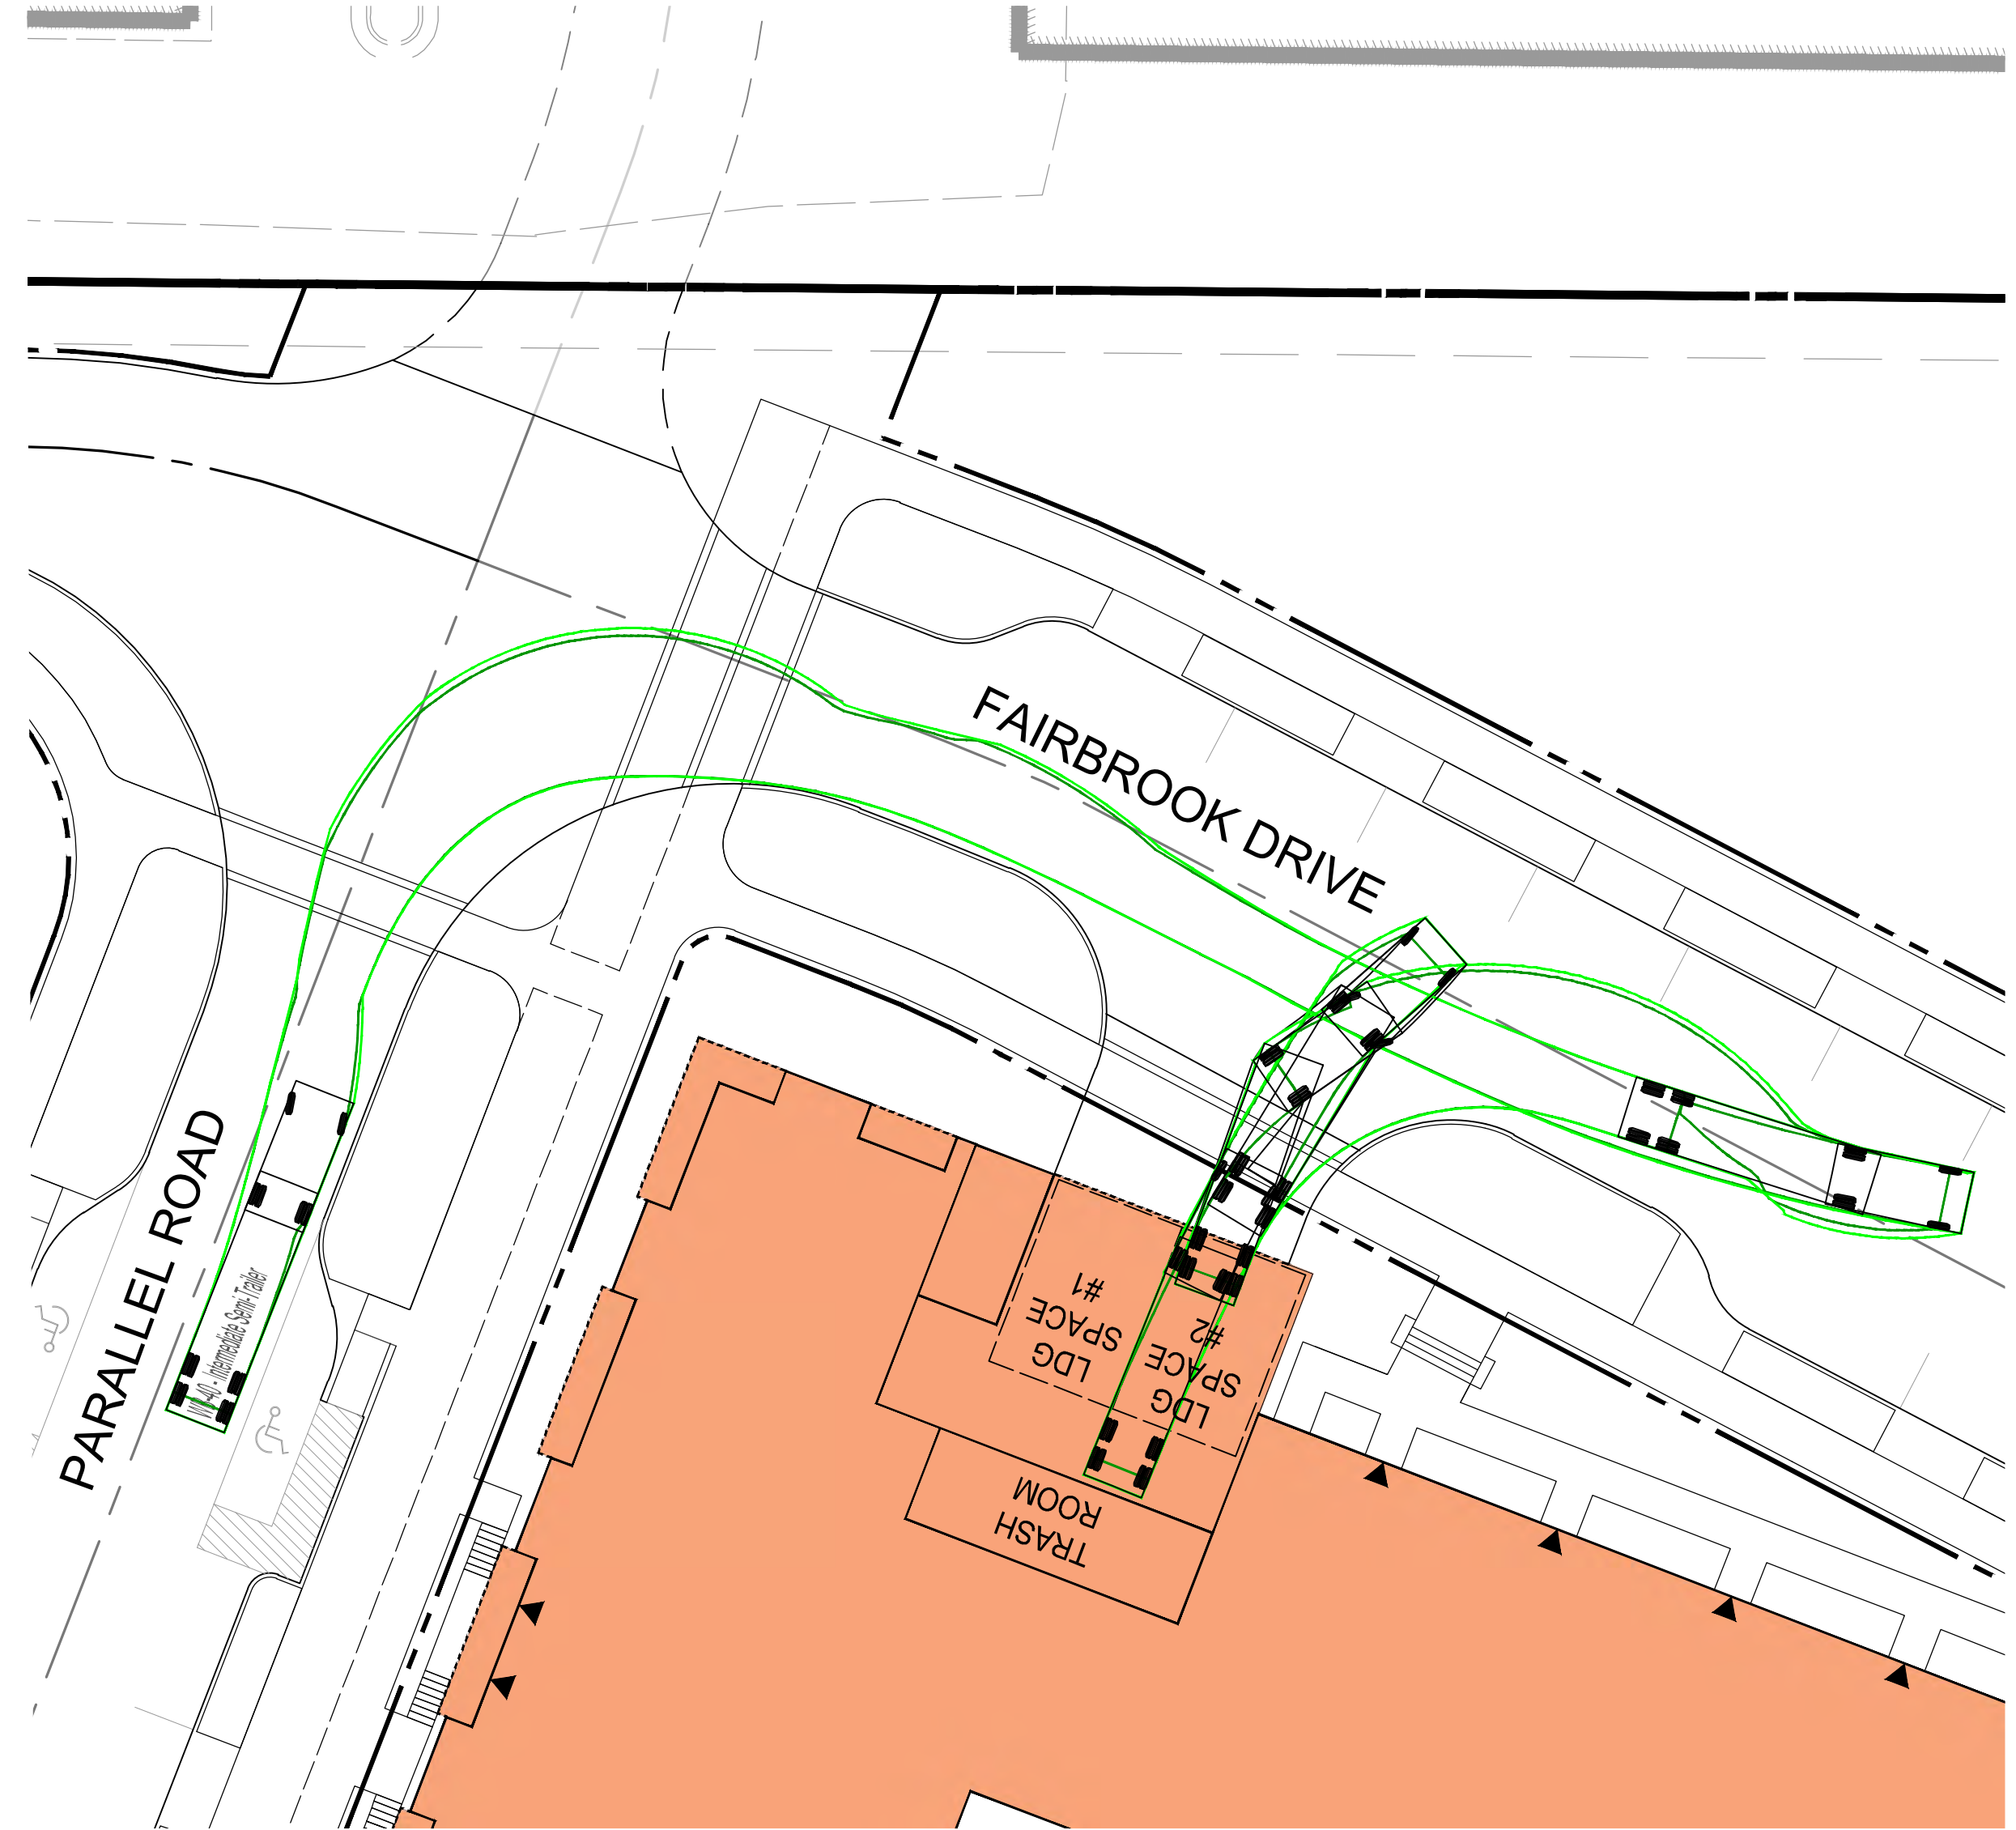 FAIRBROOK DRIVE
PARALLEL ROAD
WB-40 - Intermediate Semi-Trailer
LDG
SPACE
#1
LDG
SPACE
#2
TRASH
ROOM